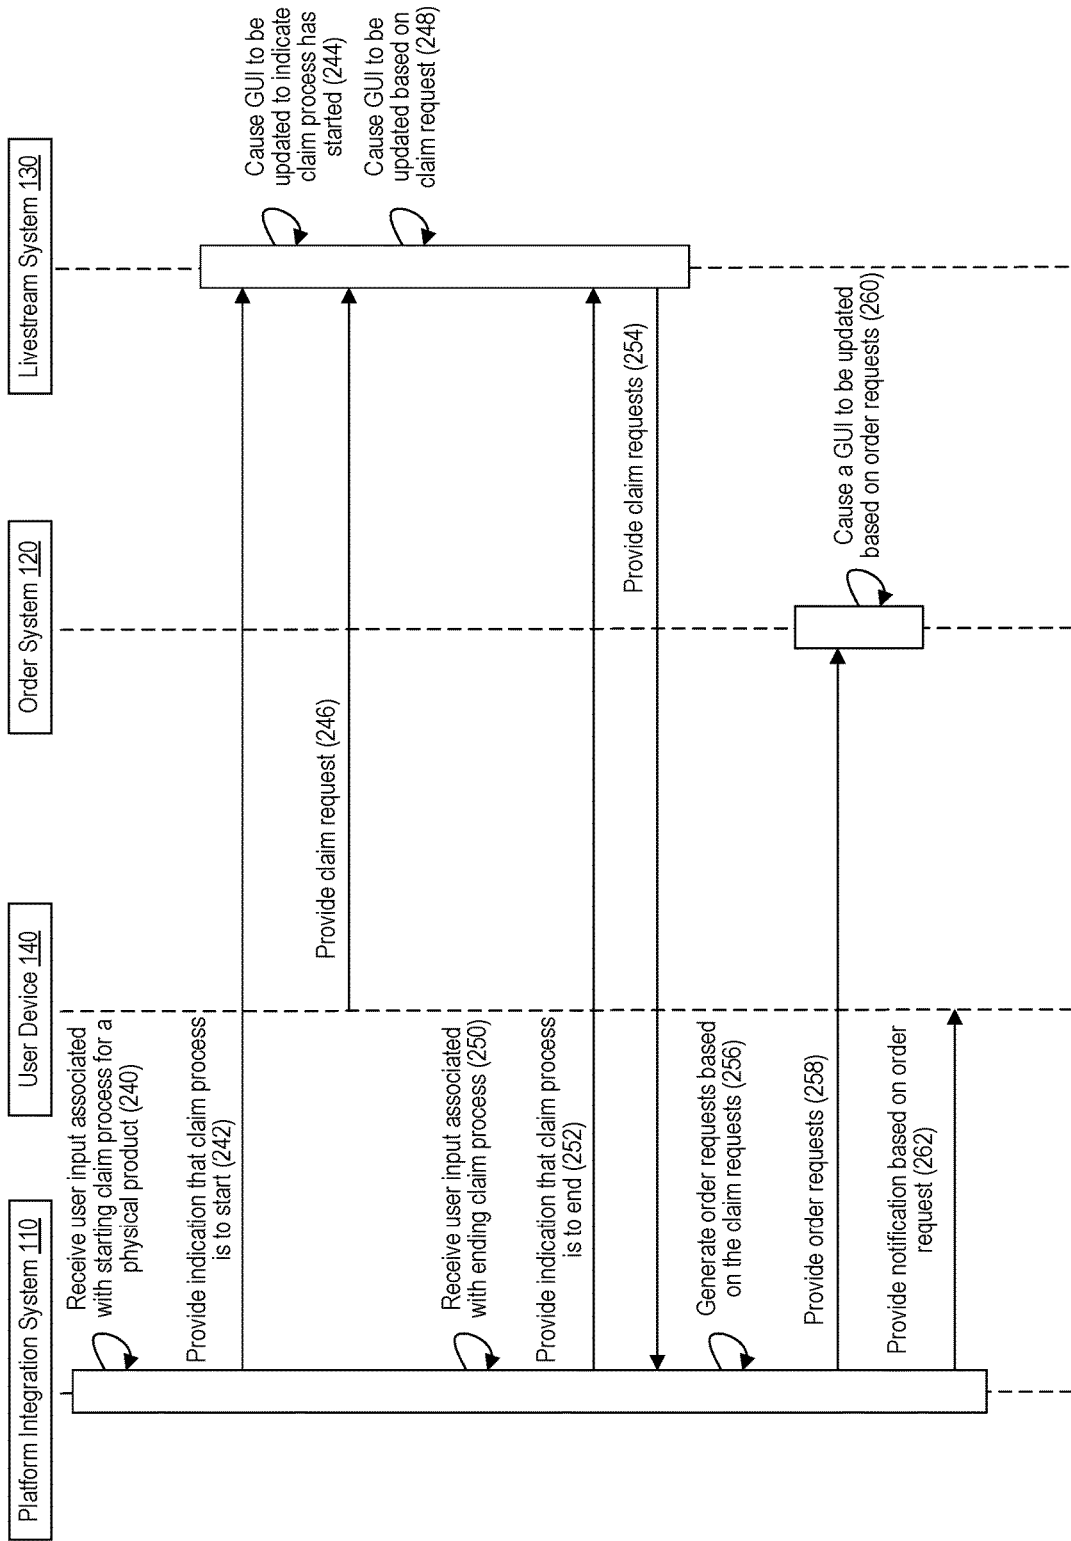 Platform Integration System 110
User Device 140
Order System 120
Livestream System 130
Receive user input associated
with starting claim process for a
physical product (240)
Provide indication that claim process
is to start (242)
Cause GUI to be
updated to indicate
claim process has
started (244)
Provide claim request (246)
Cause GUI to be
updated based on
claim request (248)
Receive user input associated
with ending claim process (250)
Provide indication that claim process
is to end (252)
Provide claim requests (254)
Generate order requests based
on the claim requests (256)
Provide order requests (258)
Cause a GUI to be updated
based on order requests (260)
Provide notification based on order
request (262)